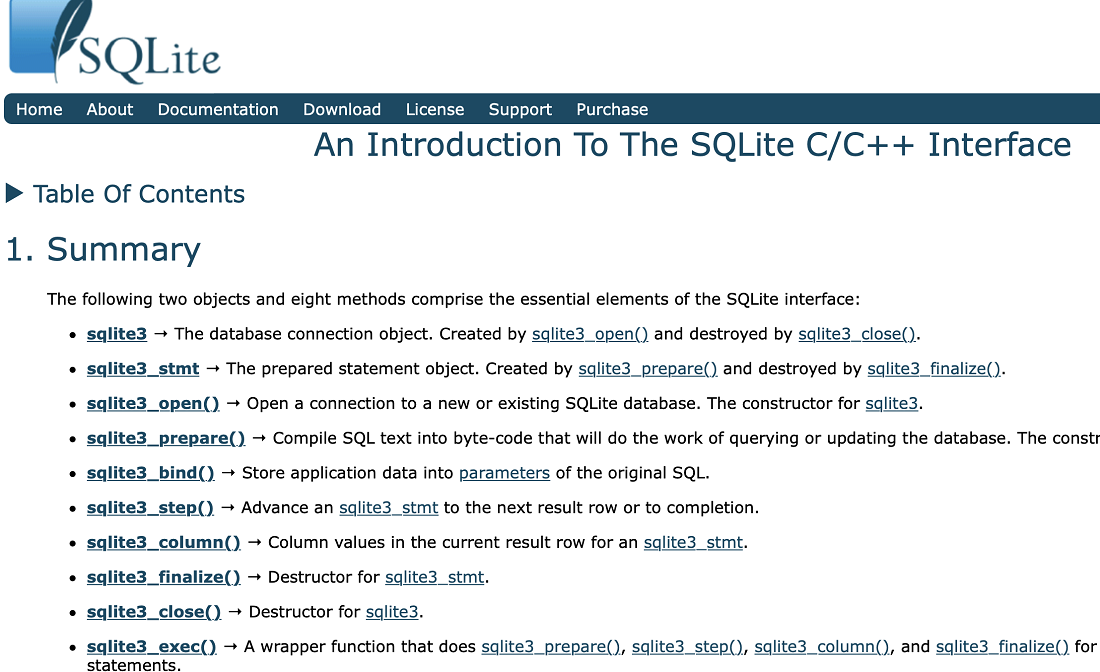 SQLite
Home About Documentation Download License Support Purchase
An Introduction To The SQLite C/C++ Interface
▶ Table Of Contents
1. Summary
The following two objects and eight methods comprise the essential elements of the SQLite interface:
• sqlite3 → The database connection object. Created by sqlite3_open() and destroyed by sqlite3_close().
• sqlite3_stmt → The prepared statement object. Created by sqlite3_prepare() and destroyed by sqlite3_finalize().
• sqlite3_open() → Open a connection to a new or existing SQLite database. The constructor for sqlite3.
• sqlite3_prepare() → Compile SQL text into byte-code that will do the work of querying or updating the database. The
• sqlite3_bind() → Store application data into parameters of the original SQL.
• sqlite3_step() → Advance an sqlite3_stmt to the next result row or to completion.
• sqlite3_column() → Column values in the current result row for an sqlite3_stmt.
• sqlite3_finalize() → Destructor for sqlite3_stmt.
• sqlite3_close() → Destructor for sqlite3.
• sqlite3_exec() → A wrapper function that does sqlite3_prepare(), sqlite3_step(), sqlite3_column(), and sqlite3_finalize() for
statements.